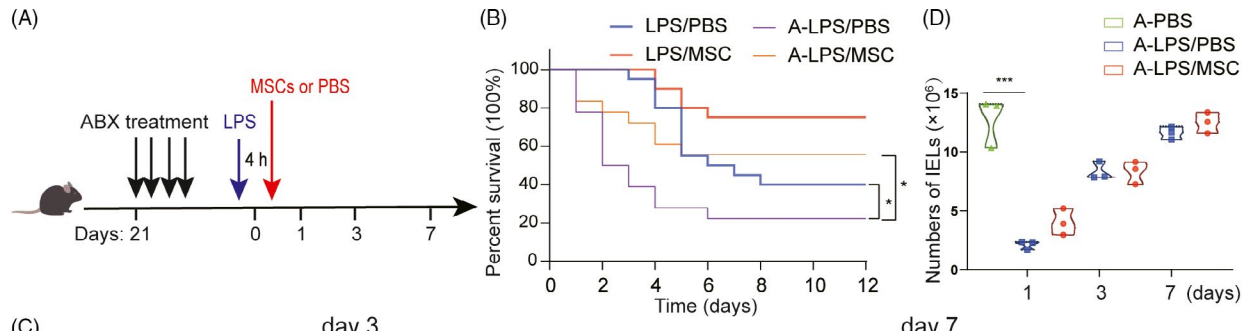 (A)
ABX treatment
LPS
MSCs or PBS
4 h
Days: 21 0 1 3 7
(B)
LPS/PBS A-LPS/PBS
LPS/MSC A-LPS/MSC
Percent survival (100%)
100
80
60
40
20
0
0 2 4 6 8 10 12
Time (days)
*
*
(D)
A-PBS
A-LPS/PBS
A-LPS/MSC
Numbers of IELs (×10⁶)
15
10
5
0
***
1 3 7 (days)
(C) day 3 day 7